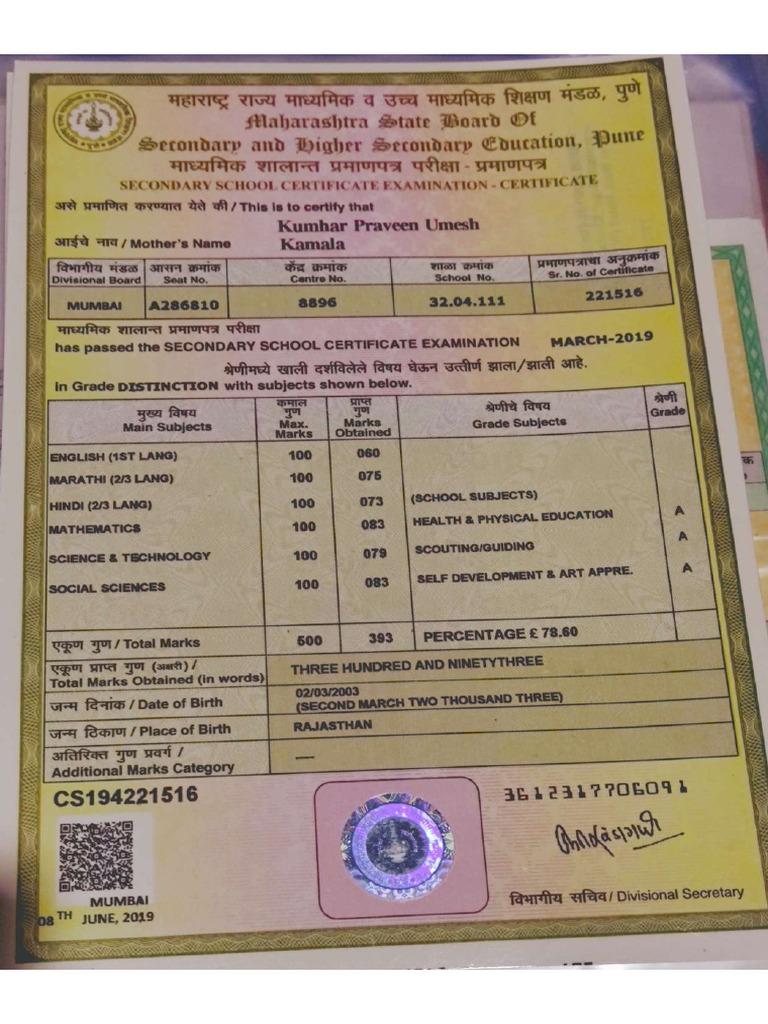 महाराष्ट्र राज्य माध्यमिक व उच्च माध्यमिक शिक्षण मंडळ, पुणे
Maharashtra State Board Of
Secondary and Higher Secondary Education, Pune
माध्यमिक शालान्त प्रमाणपत्र परीक्षा - प्रमाणपत्र
SECONDARY SCHOOL CERTIFICATE EXAMINATION - CERTIFICATE
असे प्रमाणित करण्यात येते की / This is to certify that
Kumhar Praveen Umesh
आईचे नाव / Mother's Name Kamala
विभागीय मंडळ आसन क्रमांक केंद्र क्रमांक शाळा क्रमांक प्रमाणपत्राचा अनुक्रमांक
Divisional Board Seat No. Centre No. School No. Sr. No. of Certificate
MUMBAI A286810 8896 32.04.111 221516
माध्यमिक शालान्त प्रमाणपत्र परीक्षा
has passed the SECONDARY SCHOOL CERTIFICATE EXAMINATION MARCH-2019
श्रेणीमध्ये खाली दर्शविलेले विषय घेऊन उत्तीर्ण झाला/झाली आहे.
in Grade DISTINCTION with subjects shown below.
मुख्य विषय कमाल गुण प्राप्त गुण श्रेणीचे विषय श्रेणी
Main Subjects Max. Marks Marks Obtained Grade Subjects Grade
ENGLISH (1ST LANG) 100 060
MARATHI (2/3 LANG) 100 075
HINDI (2/3 LANG) 100 073 (SCHOOL SUBJECTS)
MATHEMATICS 100 083 HEALTH & PHYSICAL EDUCATION A
SCIENCE & TECHNOLOGY 100 079 SCOUTING/GUIDING A
SOCIAL SCIENCES 100 083 SELF DEVELOPMENT & ART APPRE. A
एकूण गुण / Total Marks 500 393 PERCENTAGE £ 78.60
एकूण प्राप्त गुण (अक्षरी) /
Total Marks Obtained (in words) THREE HUNDRED AND NINETYTHREE
जन्म दिनांक / Date of Birth 02/03/2003
(SECOND MARCH TWO THOUSAND THREE)
जन्म ठिकाण / Place of Birth RAJASTHAN
अतिरिक्त गुण प्रवर्ग /
Additional Marks Category —
CS194221516
3612317706091
MUMBAI
08TH JUNE, 2019
विभागीय सचिव / Divisional Secretary